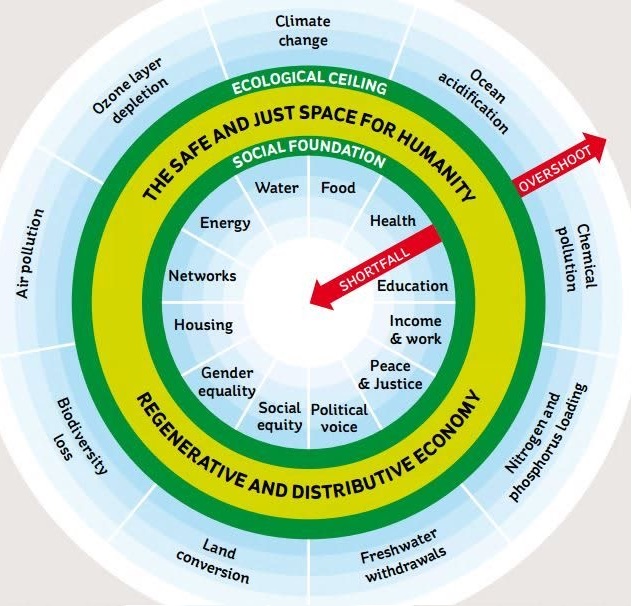 Climate
change
Ozone layer
depletion
Ocean
acidification
ECOLOGICAL CEILING
THE SAFE AND JUST SPACE FOR HUMANITY
SOCIAL FOUNDATION
OVERSHOOT
Water
Food
Energy
Health
Air pollution
Chemical
pollution
SHORTFALL
Networks
Education
Housing
Income
& work
Gender
equality
Peace
& Justice
Social
equity
Political
voice
Biodiversity
loss
Nitrogen and
phosphorus loading
REGENERATIVE AND DISTRIBUTIVE ECONOMY
Land
conversion
Freshwater
withdrawals